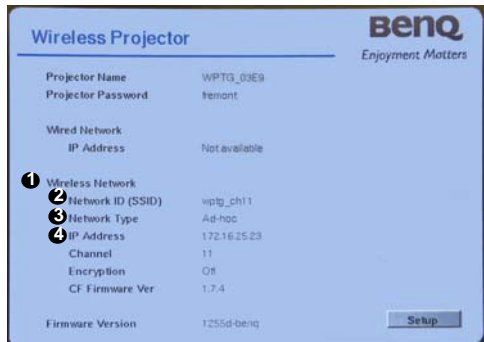 BenQ
Wireless Projector
Enjoyment Matters
Projector Name WPTG_03E9
Projector Password fremont
Wired Network
IP Address Not available
1 Wireless Network
2 Network ID (SSID) wptg_ch11
3 Network Type Ad-hoc
4 IP Address 172.16.25.23
Channel 11
Encryption Off
CF Firmware Ver 1.7.4
Firmware Version 1255d-benq
Setup